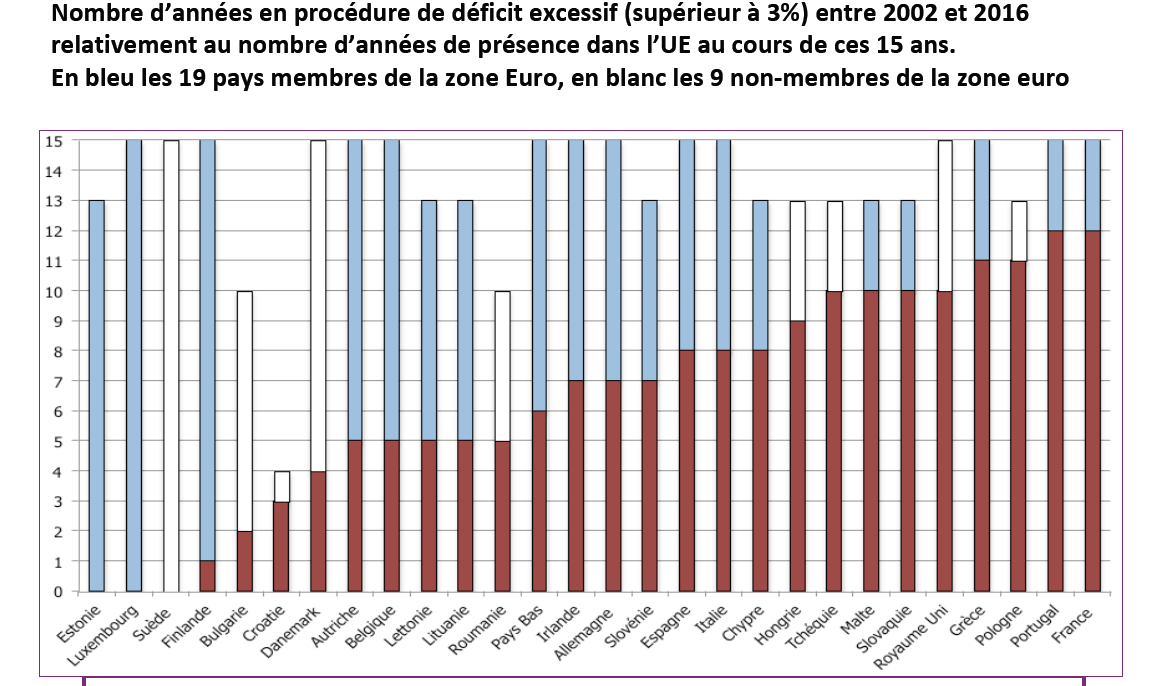 Nombre d’années en procédure de déficit excessif (supérieur à 3%) entre 2002 et 2016
relativement au nombre d’années de présence dans l’UE au cours de ces 15 ans.
En bleu les 19 pays membres de la zone Euro, en blanc les 9 non-membres de la zone euro
15
14
13
12
11
10
9
8
7
6
5
4
3
2
1
0
Estonie
Luxembourg
Suède
Finlande
Bulgarie
Croatie
Danemark
Autriche
Belgique
Lettonie
Lituanie
Roumanie
Pays Bas
Irlande
Allemagne
Slovénie
Espagne
Italie
Chypre
Hongrie
Tchéquie
Malte
Slovaquie
Royaume Uni
Grèce
Pologne
Portugal
France